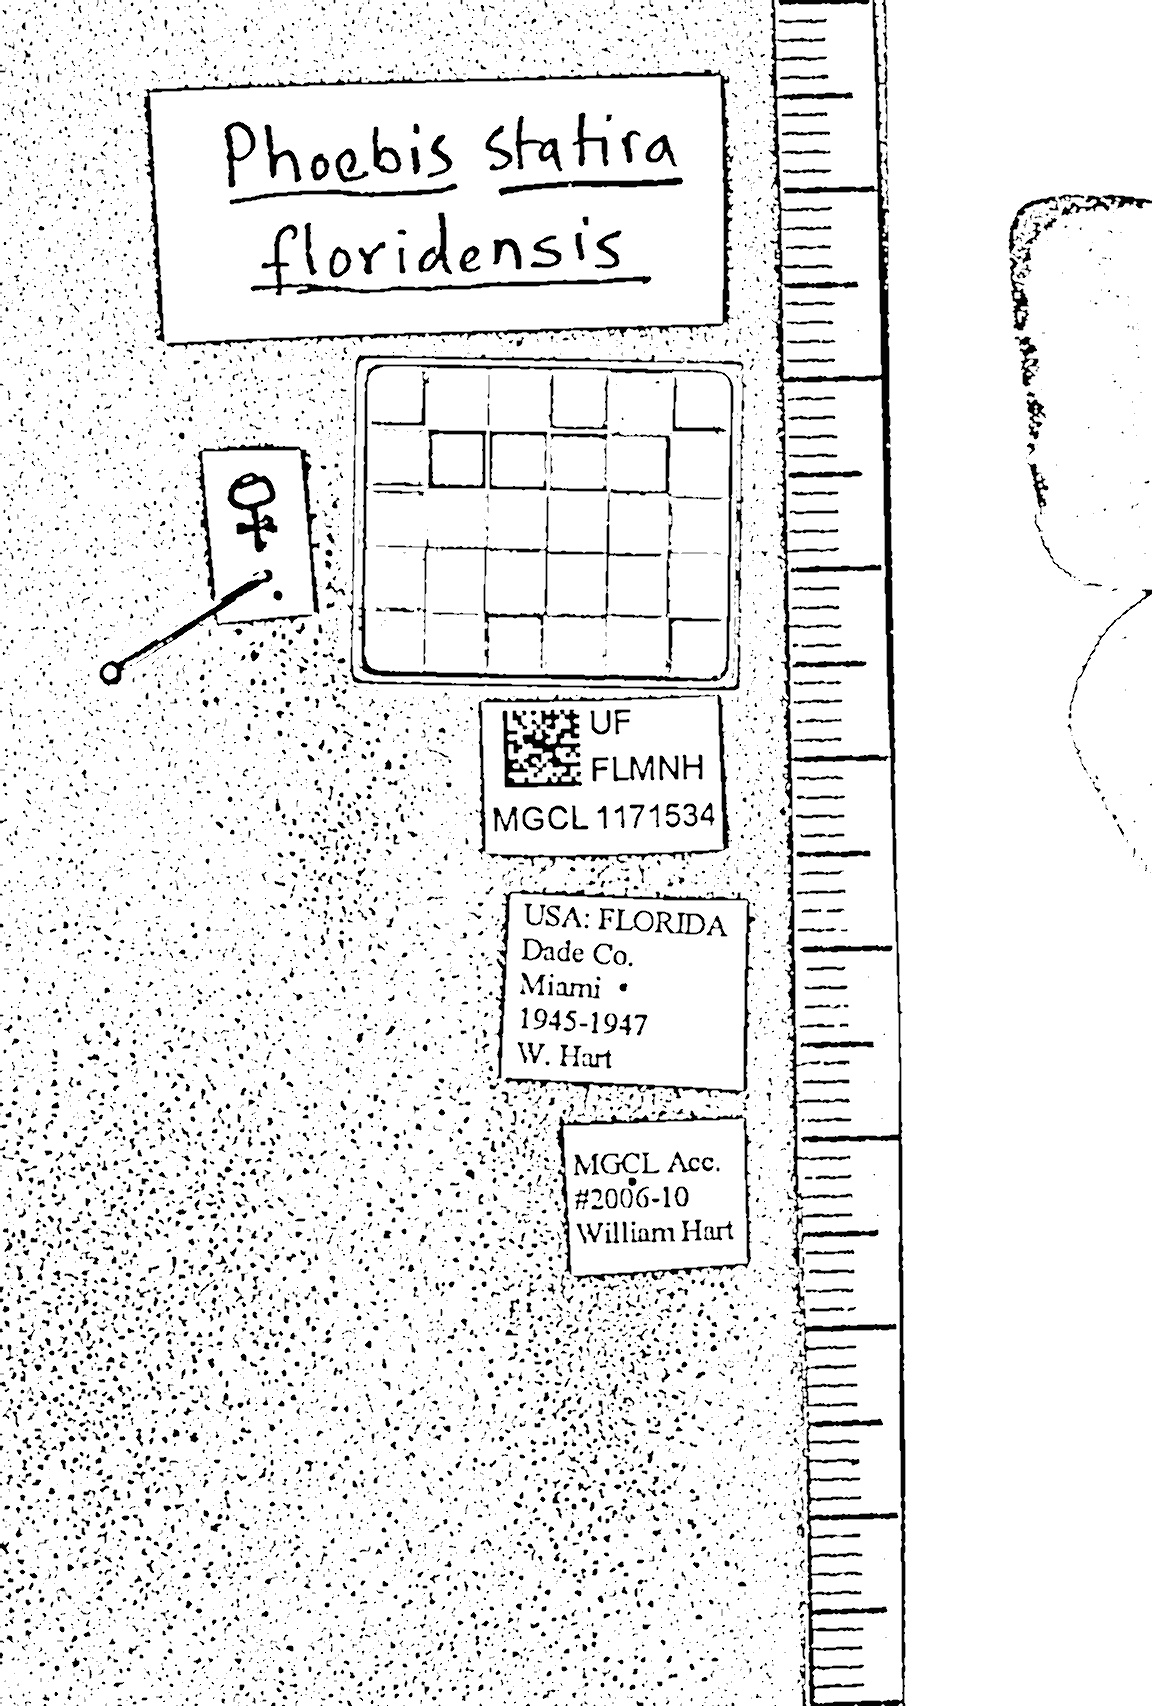 Phoebis statira
floridensis
♀
UF
FLMNH
MGCL 1171534
USA: FLORIDA
Dade Co.
Miami
1945-1947
W. Hart
MGCL Acc.
#2006-10
William Hart